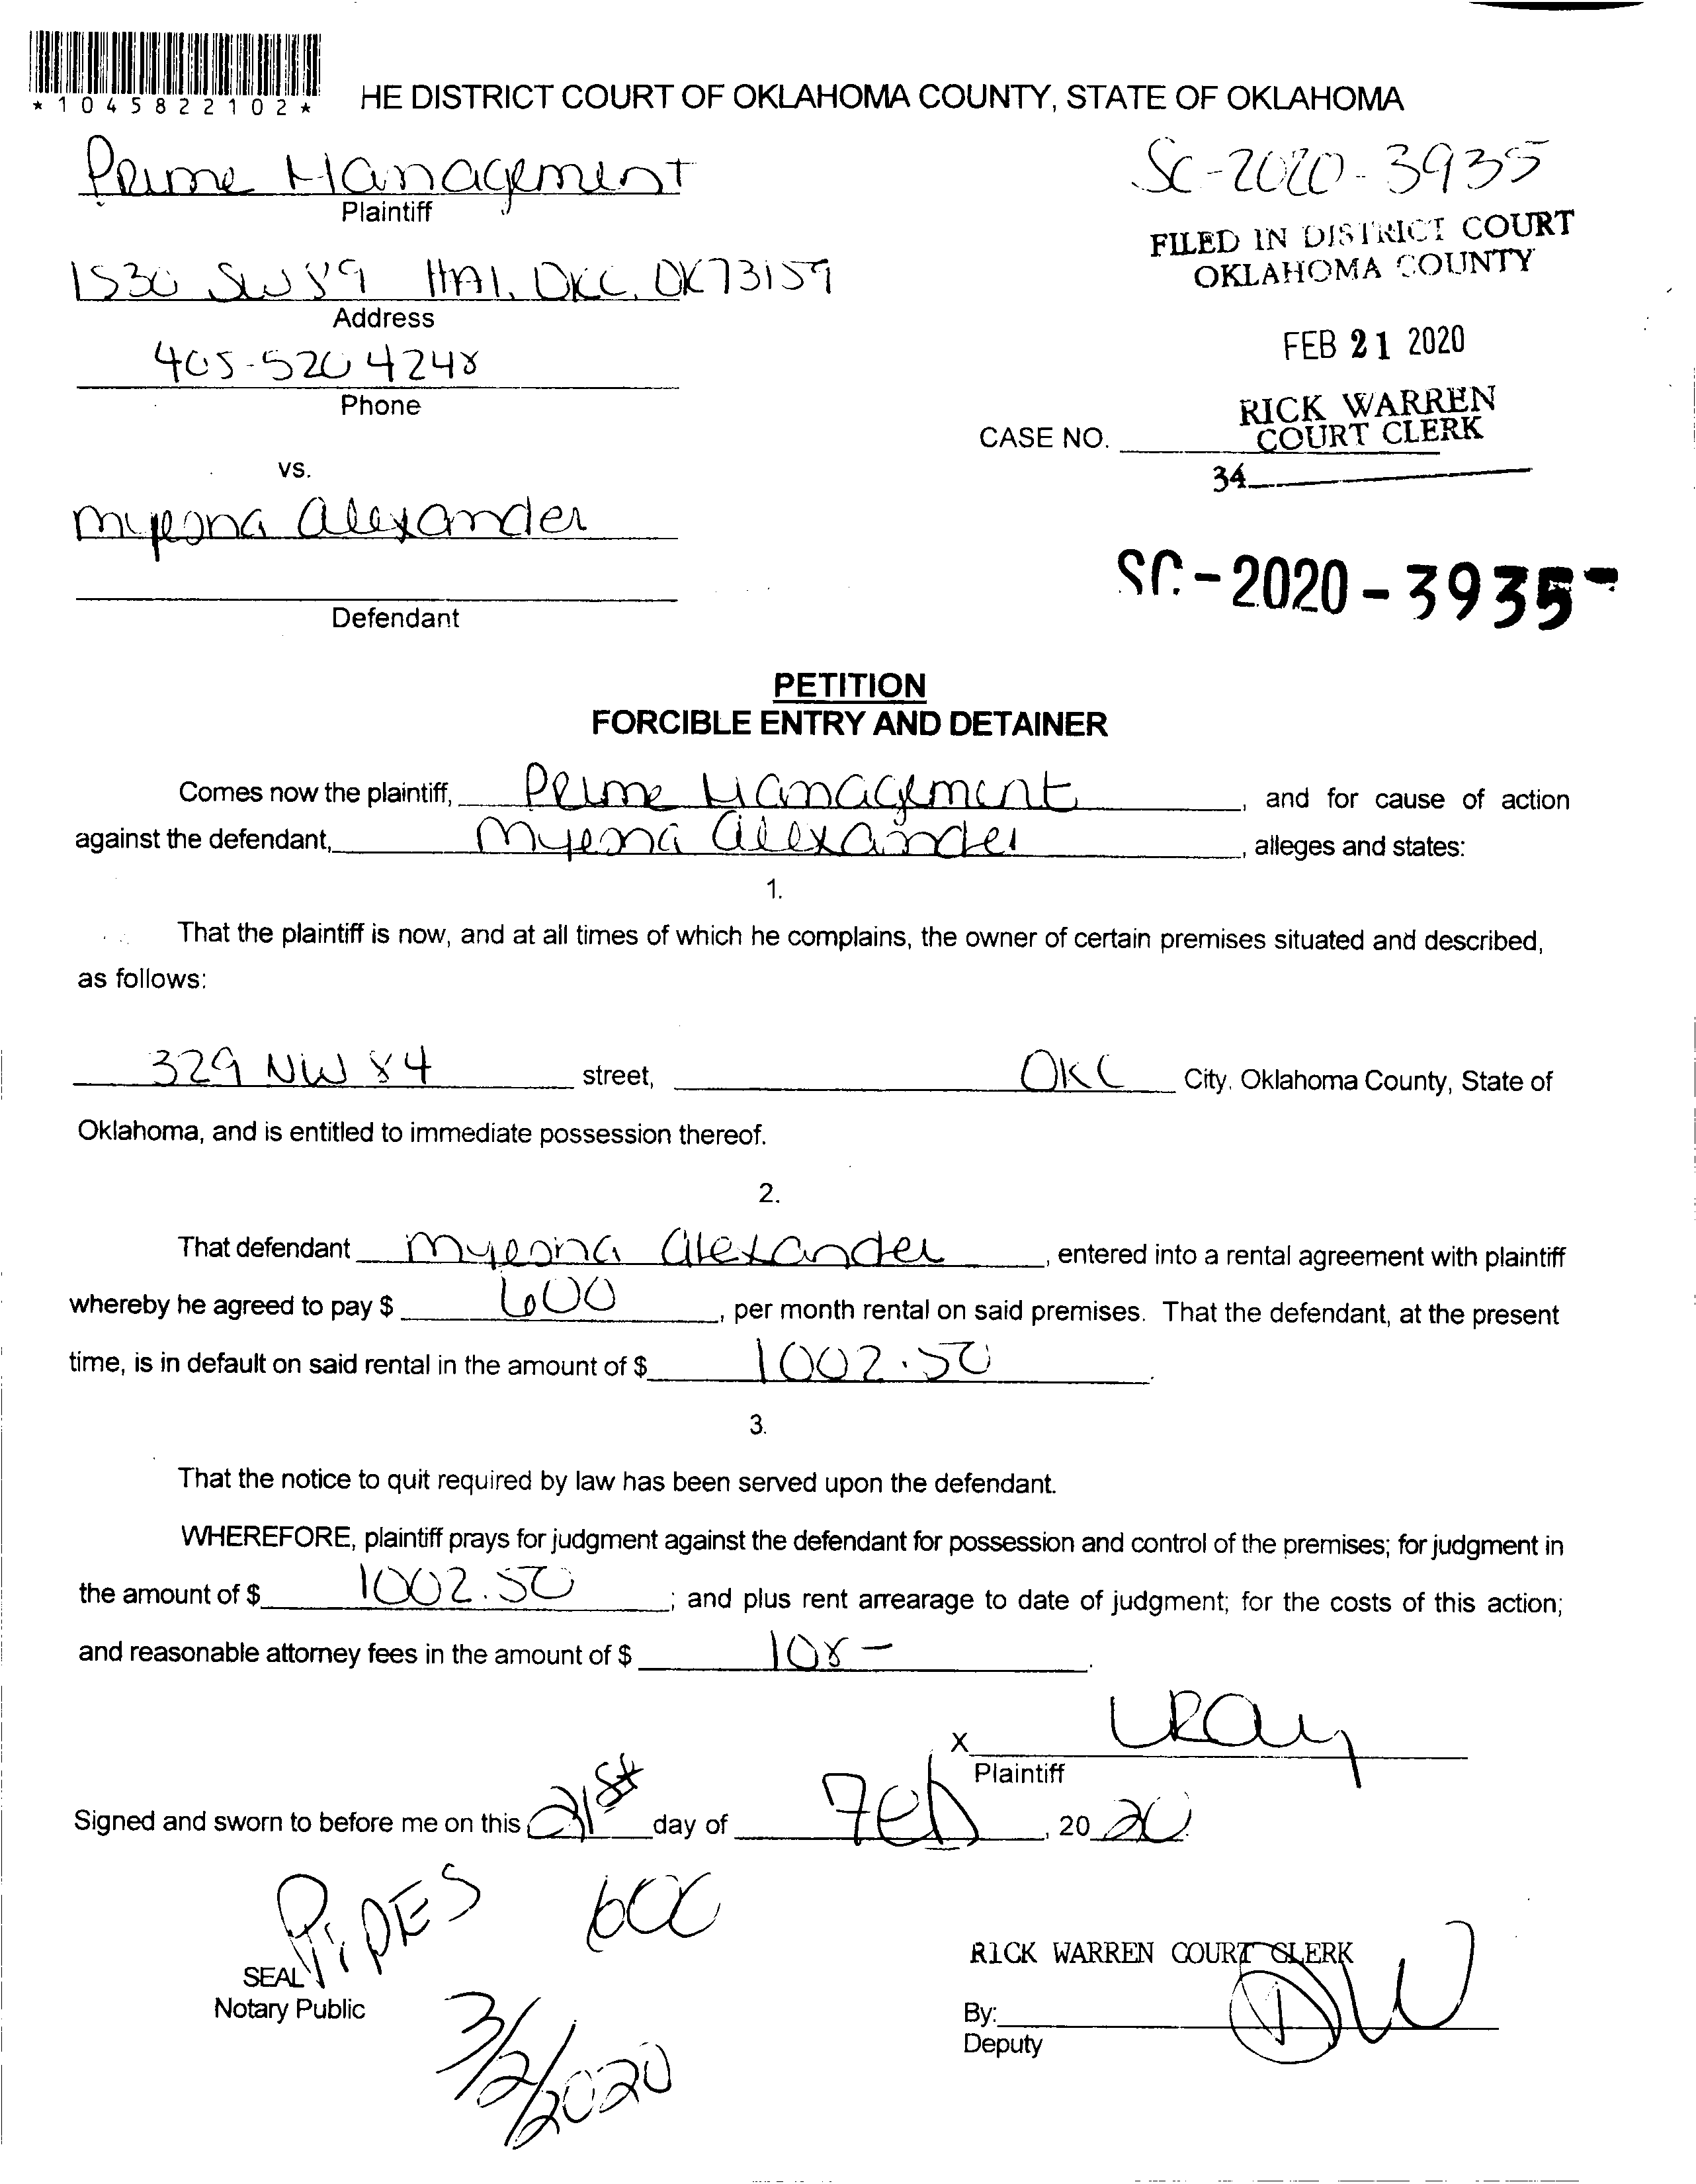 *1045822102*
HE DISTRICT COURT OF OKLAHOMA COUNTY, STATE OF OKLAHOMA
Prime Management
Plaintiff
SC-2020-3935
FILED IN DISTRICT COURT
OKLAHOMA COUNTY
1530 SW 89 OKC, OK 73159
Address
FEB 21 2020
405-520 4248
Phone
RICK WARREN
COURT CLERK
CASE NO.
34
vs.
Myeona Alexander
Defendant
SC-2020-3935-
PETITION
FORCIBLE ENTRY AND DETAINER
Comes now the plaintiff, Prime Management, and for cause of action
against the defendant, Myeona Alexander, alleges and states:
1.
That the plaintiff is now, and at all times of which he complains, the owner of certain premises situated and described,
as follows:
329 NW 84 street, OKC City, Oklahoma County, State of
Oklahoma, and is entitled to immediate possession thereof.
2.
That defendant Myeona Alexander, entered into a rental agreement with plaintiff
whereby he agreed to pay $ 600, per month rental on said premises. That the defendant, at the present
time, is in default on said rental in the amount of $ 1002.50.
3.
That the notice to quit required by law has been served upon the defendant.
WHEREFORE, plaintiff prays for judgment against the defendant for possession and control of the premises; for judgment in
the amount of $ 1002.50; and plus rent arrearage to date of judgment; for the costs of this action;
and reasonable attorney fees in the amount of $ 108-.
X LRay
Plaintiff
Signed and sworn to before me on this 21st day of Feb, 20 20
PiPES
SEAL
Notary Public
3/2/2020
RICK WARREN COURT CLERK
By: DW
Deputy